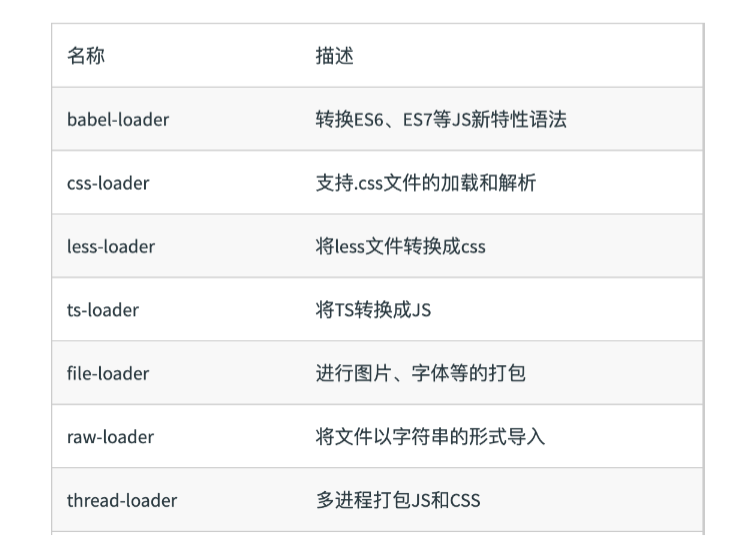 名称 描述
babel-loader 转换ES6、ES7等JS新特性语法
css-loader 支持.css文件的加载和解析
less-loader 将less文件转换成css
ts-loader 将TS转换成JS
file-loader 进行图片、字体等的打包
raw-loader 将文件以字符串的形式导入
thread-loader 多进程打包JS和CSS